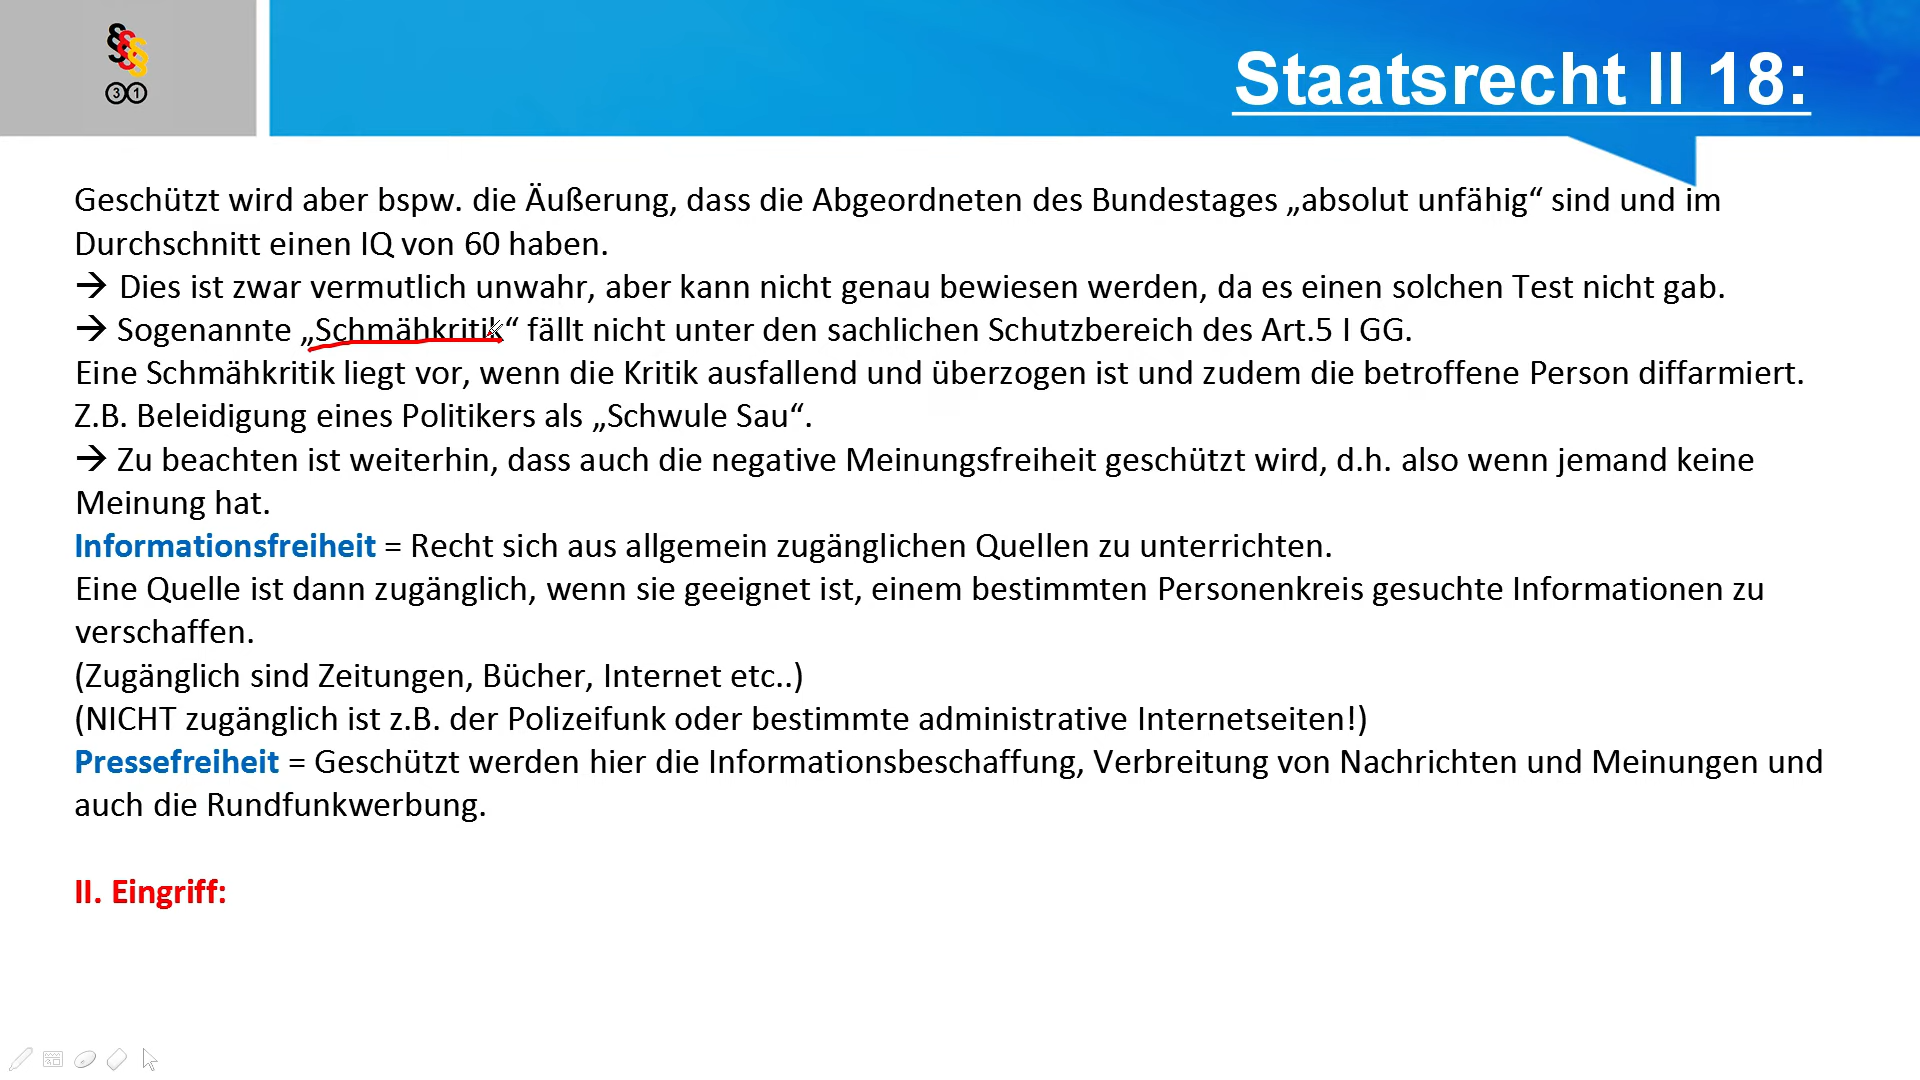 §§§
31
Staatsrecht II 18:
Geschützt wird aber bspw. die Äußerung, dass die Abgeordneten des Bundestages „absolut unfähig“ sind und im
Durchschnitt einen IQ von 60 haben.
→ Dies ist zwar vermutlich unwahr, aber kann nicht genau bewiesen werden, da es einen solchen Test nicht gab.
→ Sogenannte „Schmähkritik“ fällt nicht unter den sachlichen Schutzbereich des Art.5 I GG.
Eine Schmähkritik liegt vor, wenn die Kritik ausfallend und überzogen ist und zudem die betroffene Person diffarmiert.
Z.B. Beleidigung eines Politikers als „Schwule Sau“.
→ Zu beachten ist weiterhin, dass auch die negative Meinungsfreiheit geschützt wird, d.h. also wenn jemand keine
Meinung hat.
Informationsfreiheit = Recht sich aus allgemein zugänglichen Quellen zu unterrichten.
Eine Quelle ist dann zugänglich, wenn sie geeignet ist, einem bestimmten Personenkreis gesuchte Informationen zu
verschaffen.
(Zugänglich sind Zeitungen, Bücher, Internet etc..)
(NICHT zugänglich ist z.B. der Polizeifunk oder bestimmte administrative Internetseiten!)
Pressefreiheit = Geschützt werden hier die Informationsbeschaffung, Verbreitung von Nachrichten und Meinungen und
auch die Rundfunkwerbung.
II. Eingriff: